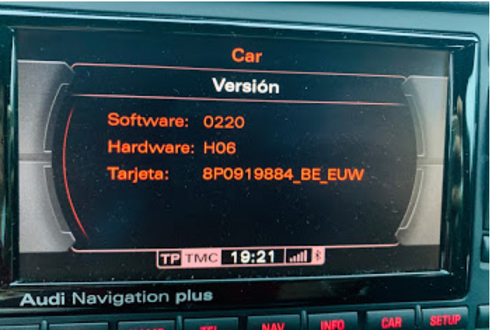 Car
Versión
Software: 0220
Hardware: H06
Tarjeta: 8P0919884_BE_EUW
TP TMC 19:21
Audi Navigation plus
TEL NAV INFO CAR SETUP